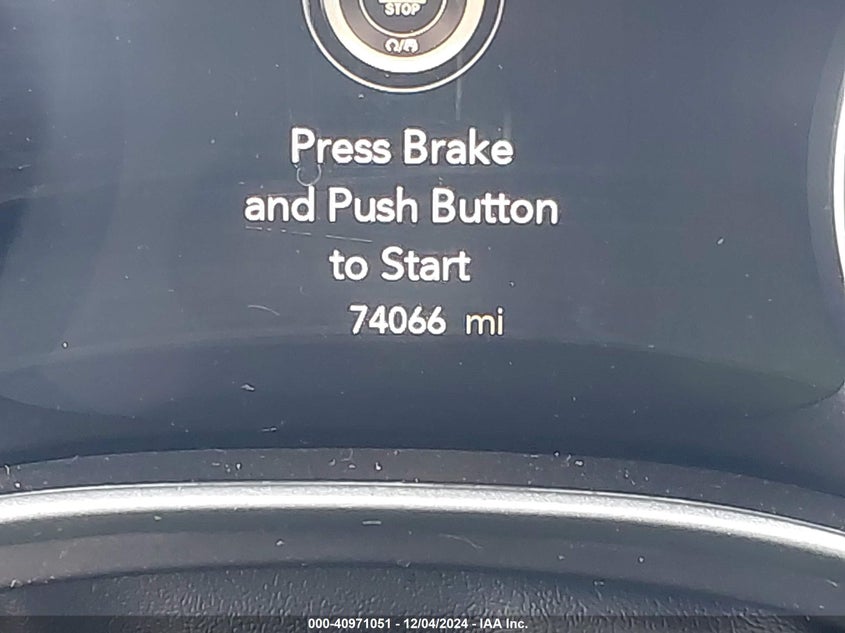 STOP
Press Brake
and Push Button
to Start
74066 mi
000-40971051 - 12/04/2024 - IAA Inc.